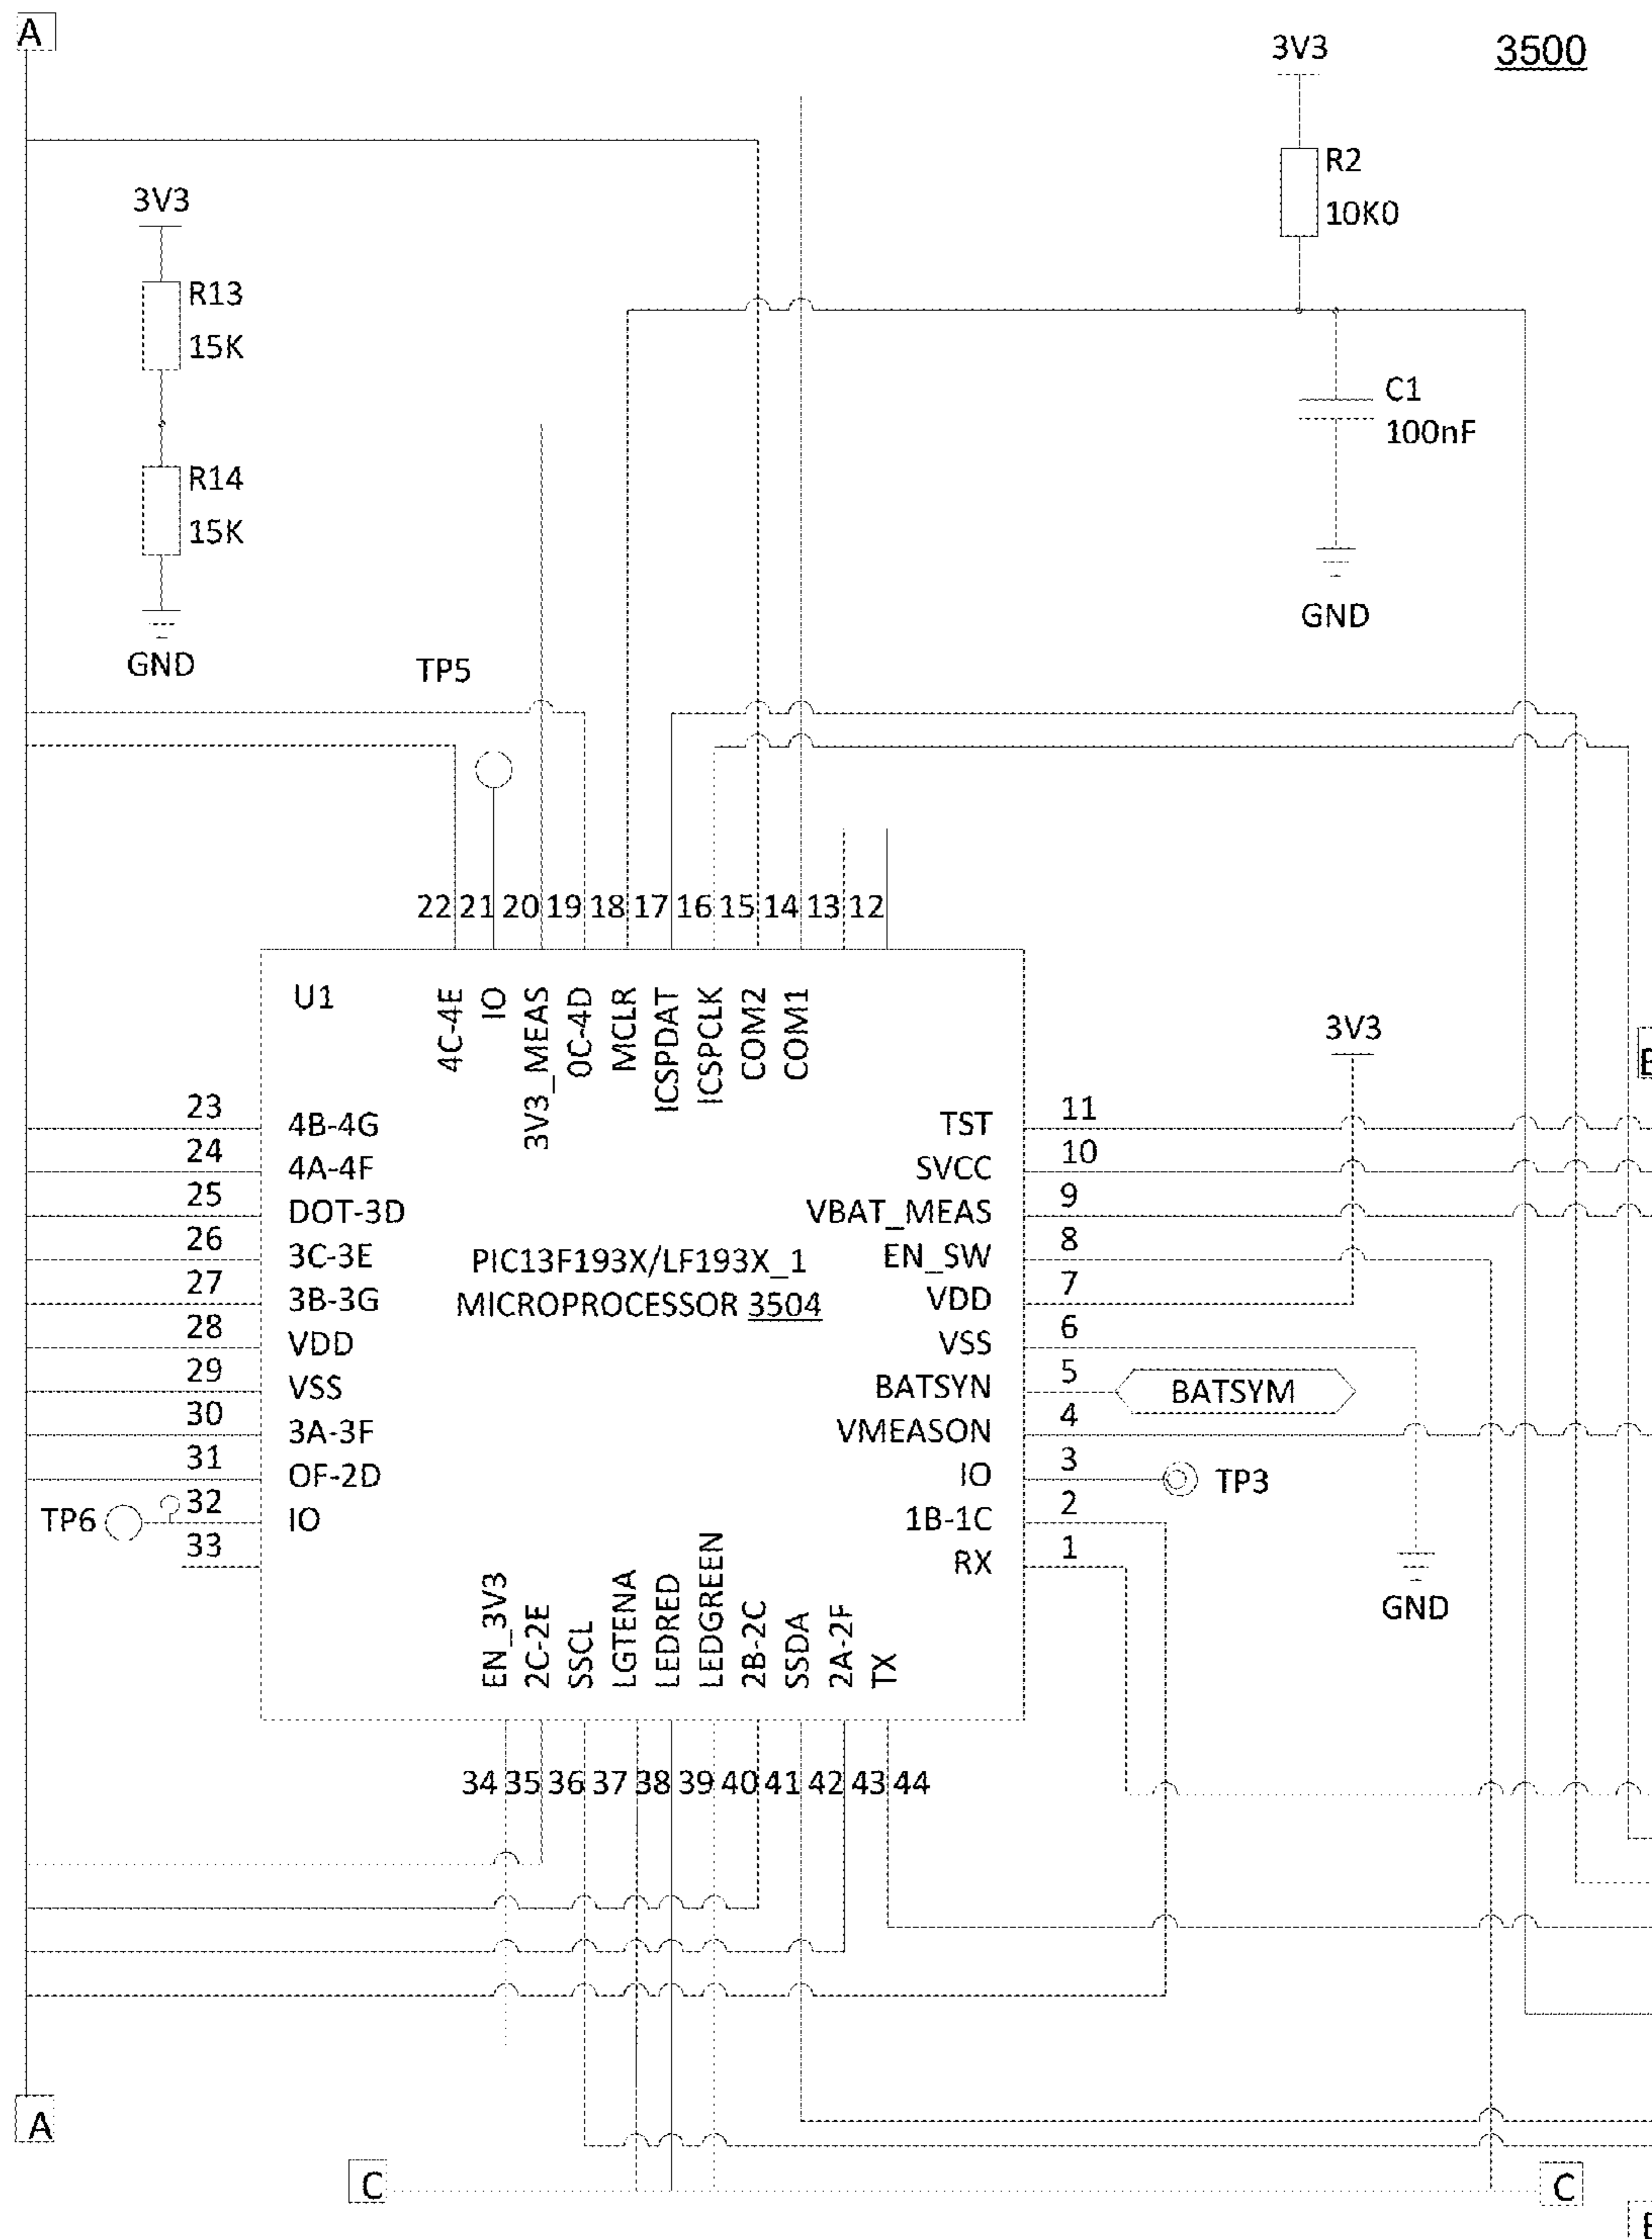 A
3V3
3500
R2
10K0
3V3
R13
15K
C1
100nF
R14
15K
GND
GND
TP5
22 21 20 19 18 17 16 15 14 13 12
U1
4C-4E
IO
3V3_MEAS
0C-4D
MCLR
ICSPDAT
ICSPCLK
COM2
COM1
3V3
23 4B-4G
24 4A-4F
25 DOT-3D
26 3C-3E
27 3B-3G
28 VDD
29 VSS
30 3A-3F
31 OF-2D
TP6 32 IO
33
PIC13F193X/LF193X_1
MICROPROCESSOR 3504
TST 11
SVCC 10
VBAT_MEAS 9
EN_SW 8
VDD 7
VSS 6
BATSYN 5 BATSYM
VMEASON 4
IO 3 TP3
1B-1C 2
RX 1
GND
EN_3V3
2C-2E
SSCL
LGTENA
LEDRED
LEDGREEN
2B-2C
SSDA
2A-2F
TX
34 35 36 37 38 39 40 41 42 43 44
A
C
C